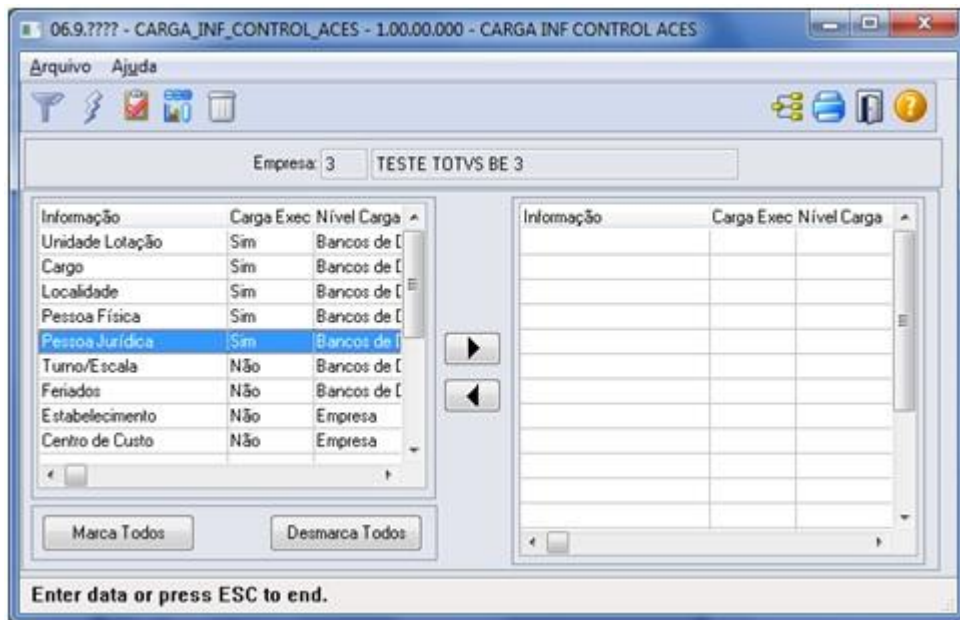 06.9.???? - CARGA_INF_CONTROL_ACES - 1.00.00.000 - CARGA INF CONTROL ACES
Arquivo Ajuda
Empresa: 3 TESTE TOTVS BE 3
Informação Carga Exec Nível Carga
Unidade Lotação Sim Bancos de D
Cargo Sim Bancos de D
Localidade Sim Bancos de D
Pessoa Física Sim Bancos de D
Pessoa Jurídica Sim Bancos de D
Turno/Escala Não Bancos de D
Feriados Não Bancos de D
Estabelecimento Não Empresa
Centro de Custo Não Empresa
Informação Carga Exec Nível Carga
Marca Todos Desmarca Todos
Enter data or press ESC to end.